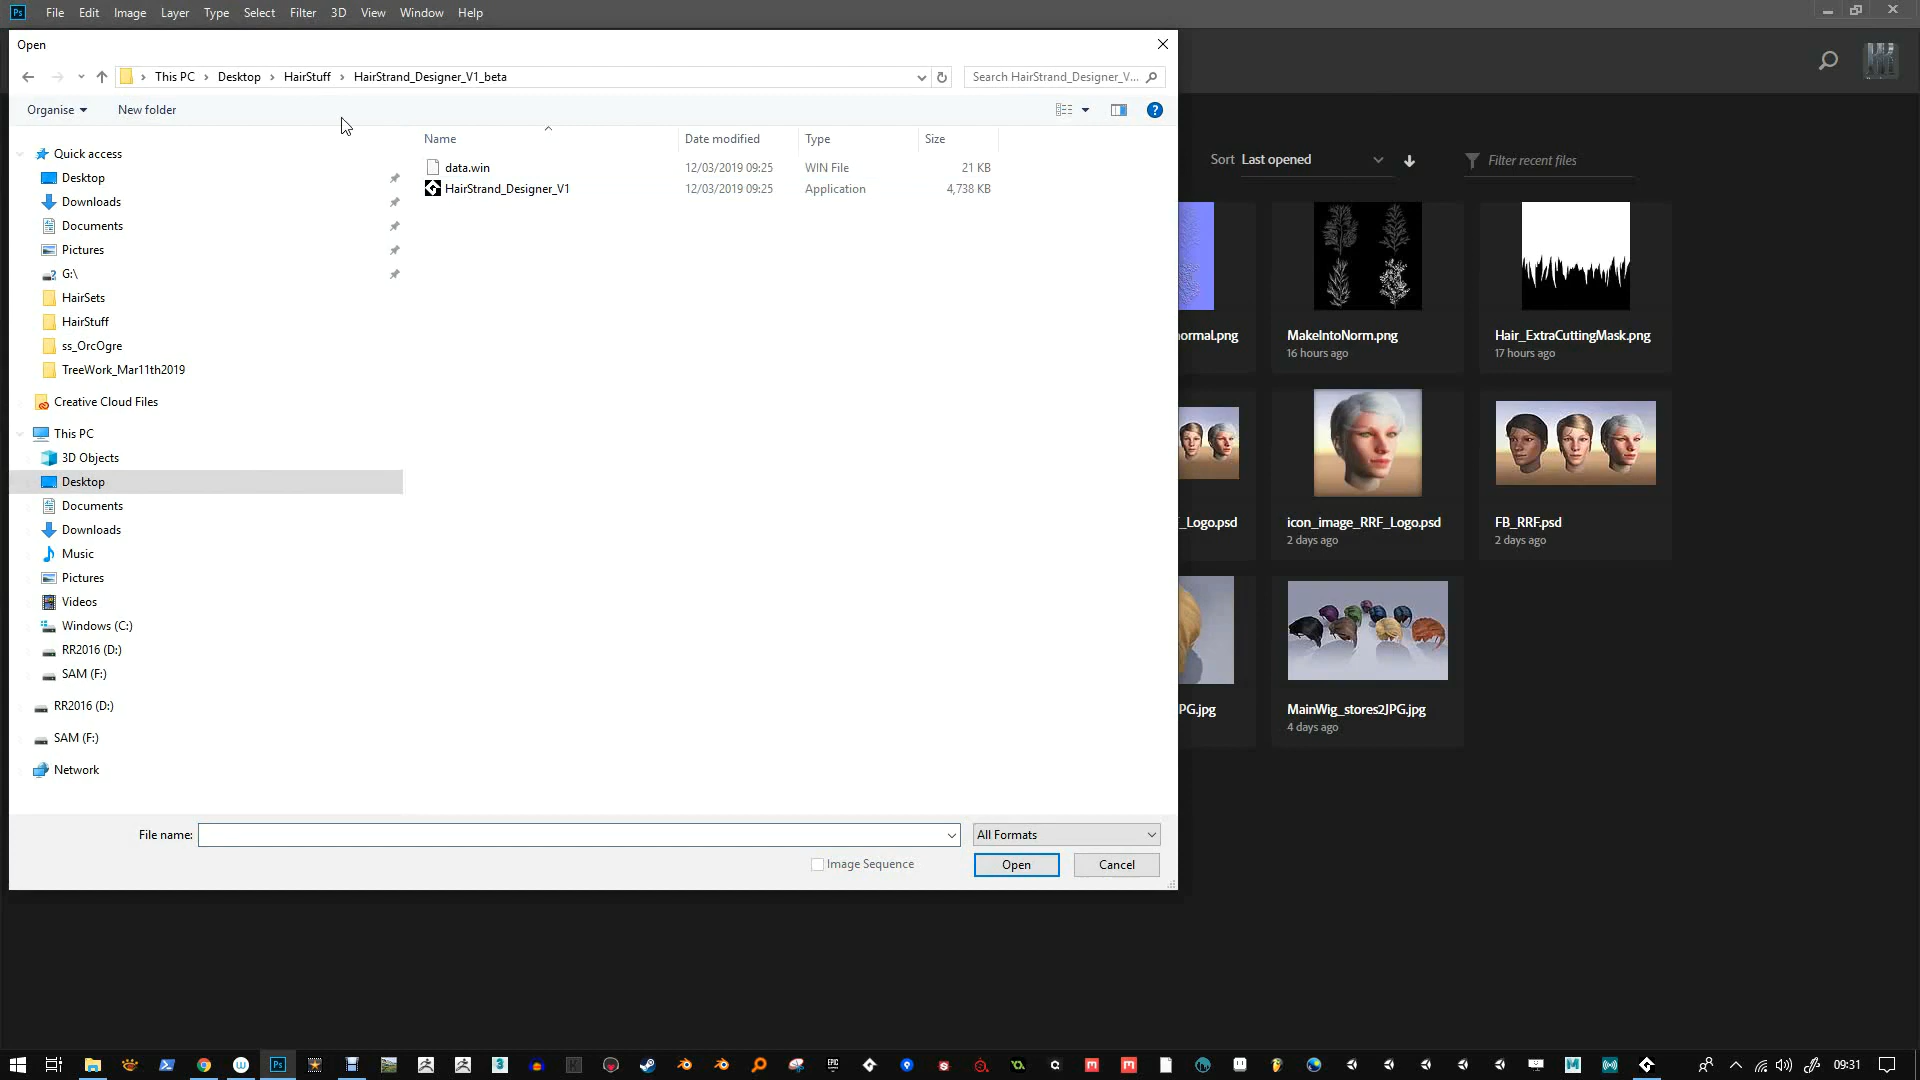 Ps File Edit Image Layer Type Select Filter 3D View Window Help
Open
This PC > Desktop > HairStuff > HairStrand_Designer_V1_beta
Search HairStrand_Designer_V...
Organise New folder
?
Name Date modified Type Size
data.win 12/03/2019 09:25 WIN File 21 KB
HairStrand_Designer_V1 12/03/2019 09:25 Application 4,738 KB
Quick access
Desktop
Downloads
Documents
Pictures
G:\
HairSets
HairStuff
ss_OrcOgre
TreeWork_Mar11th2019
Creative Cloud Files
This PC
3D Objects
Desktop
Documents
Downloads
Music
Pictures
Videos
Windows (C:)
RR2016 (D:)
SAM (F:)
RR2016 (D:)
SAM (F:)
Network
File name:
All Formats
Image Sequence
Open
Cancel
Sort Last opened
Filter recent files
ormal.png
MakeIntoNorm.png
16 hours ago
Hair_ExtraCuttingMask.png
17 hours ago
_Logo.psd
icon_image_RRF_Logo.psd
2 days ago
FB_RRF.psd
2 days ago
PG.jpg
MainWig_stores2JPG.jpg
4 days ago
Ps
09:31